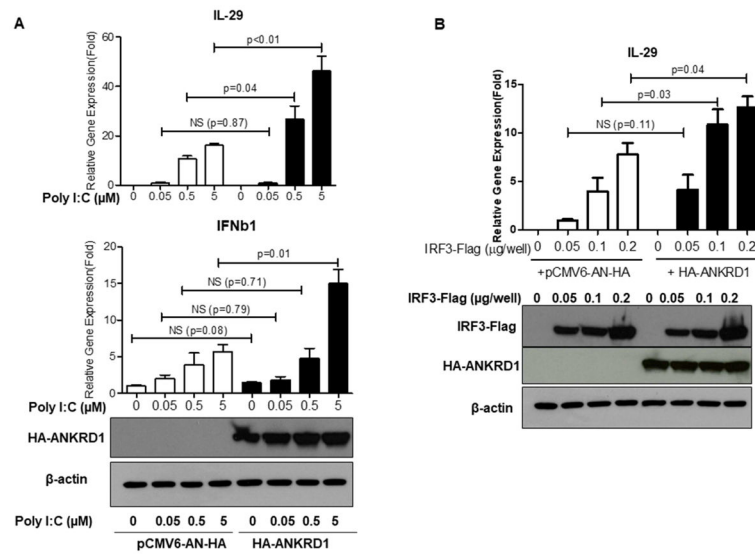 A
IL-29
Relative Gene Expression(Fold)
60
40
20
0
p<0.01
p=0.04
NS (p=0.87)
Poly I:C (μM) 0 0.05 0.5 5 0 0.05 0.5 5
IFNb1
Relative Gene Expression(Fold)
20
15
10
5
0
p=0.01
NS (p=0.71)
NS (p=0.79)
NS (p=0.08)
Poly I:C (μM) 0 0.05 0.5 5 0 0.05 0.5 5
HA-ANKRD1
β-actin
Poly I:C (μM) 0 0.05 0.5 5 0 0.05 0.5 5
pCMV6-AN-HA HA-ANKRD1
B
IL-29
Relative Gene Expression(Fold)
15
10
5
0
p=0.04
p=0.03
NS (p=0.11)
IRF3-Flag (μg/well) 0 0.05 0.1 0.2 0 0.05 0.1 0.2
+pCMV6-AN-HA + HA-ANKRD1
IRF3-Flag (μg/well) 0 0.05 0.1 0.2 0 0.05 0.1 0.2
IRF3-Flag
HA-ANKRD1
β-actin